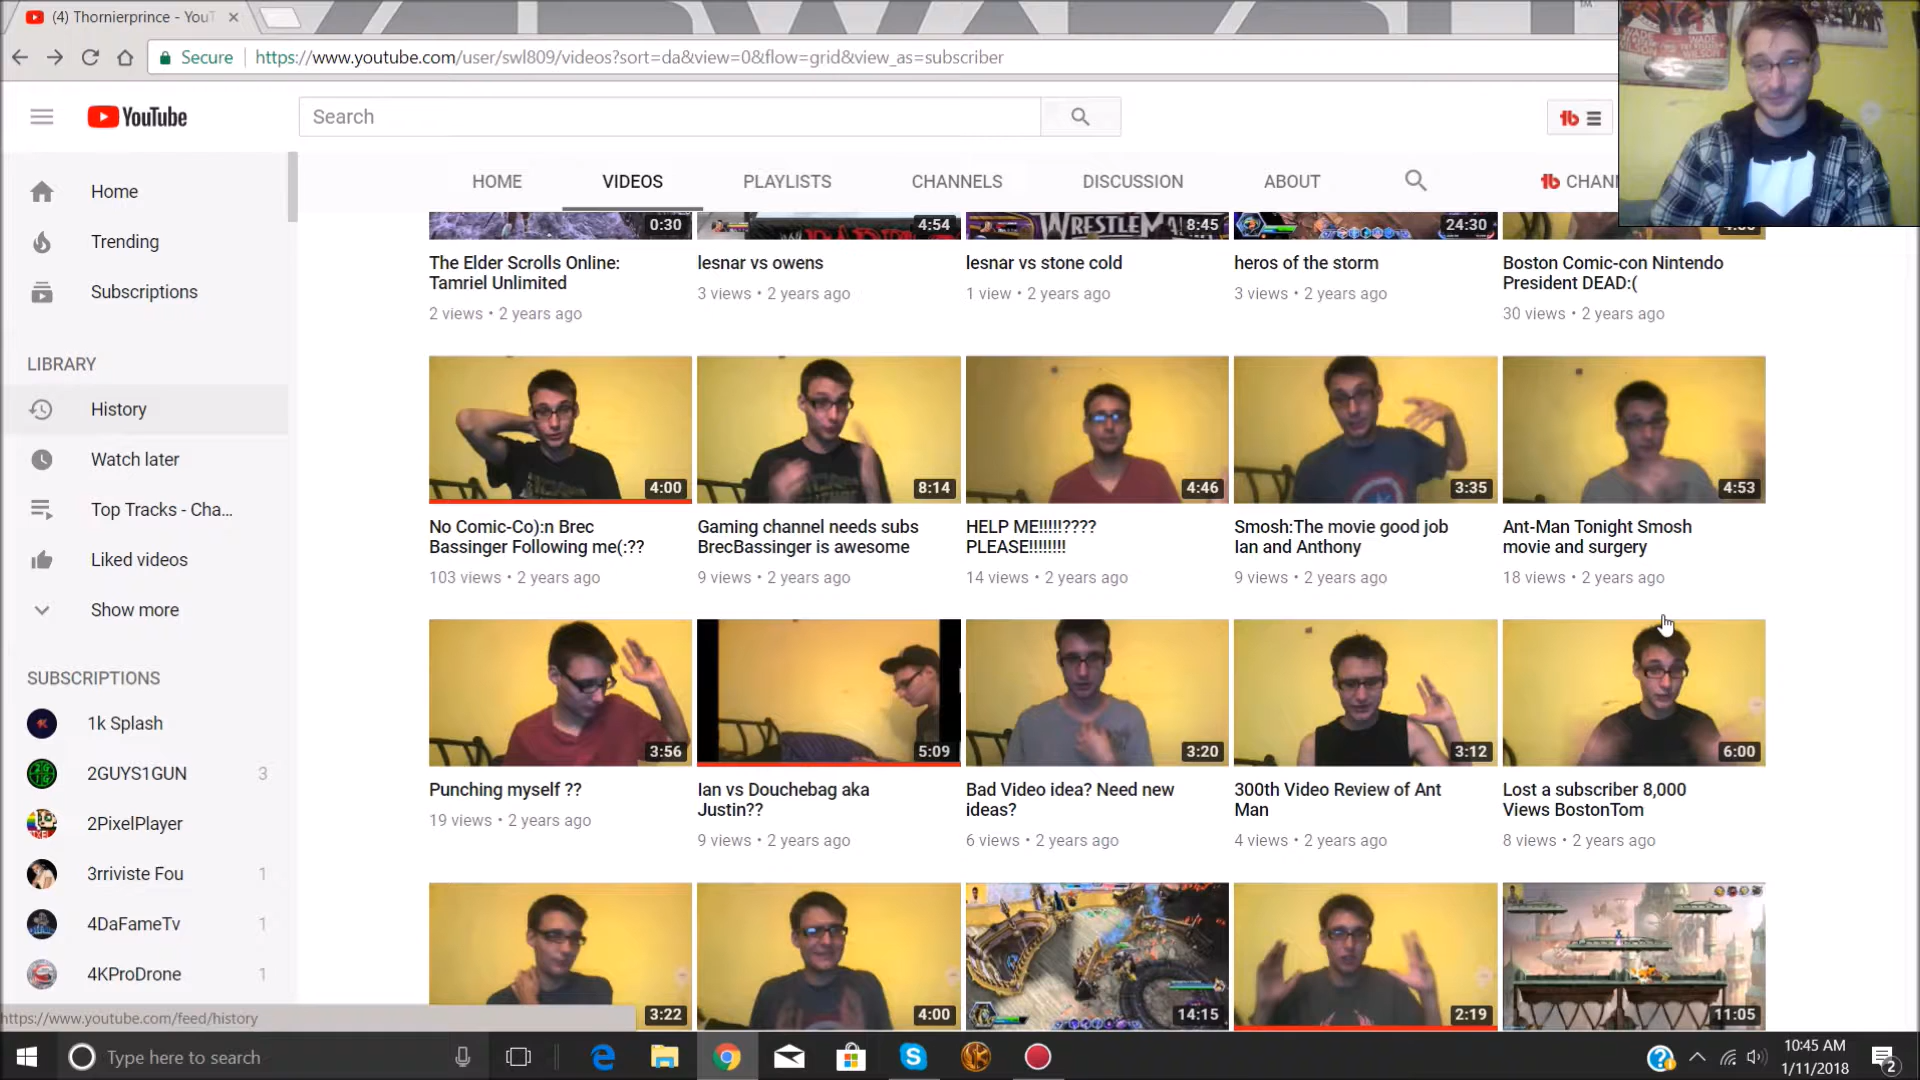 (4) Thornierprince - YouT
Secure https://www.youtube.com/user/swl809/videos?sort=da&view=0&flow=grid&view_as=subscriber
YouTube
Search
HOME VIDEOS PLAYLISTS CHANNELS DISCUSSION ABOUT tb CHAN
Home
Trending
Subscriptions
LIBRARY
History
Watch later
Top Tracks - Cha...
Liked videos
Show more
SUBSCRIPTIONS
1k Splash
2GUYS1GUN 3
2PixelPlayer
3rriviste Fou 1
4DaFameTv 1
4KProDrone 1
https://www.youtube.com/feed/history
WADE WILSON
WRESTLEMA
0:30 4:54 8:45 24:30
The Elder Scrolls Online:
Tamriel Unlimited
2 views • 2 years ago
lesnar vs owens
3 views • 2 years ago
lesnar vs stone cold
1 view • 2 years ago
heros of the storm
3 views • 2 years ago
Boston Comic-con Nintendo
President DEAD:(
30 views • 2 years ago
4:00 8:14 4:46 3:35 4:53
No Comic-Co):n Brec
Bassinger Following me(:??
103 views • 2 years ago
Gaming channel needs subs
BrecBassinger is awesome
9 views • 2 years ago
HELP ME!!!!!????
PLEASE!!!!!!!!
14 views • 2 years ago
Smosh:The movie good job
Ian and Anthony
9 views • 2 years ago
Ant-Man Tonight Smosh
movie and surgery
18 views • 2 years ago
3:56 5:09 3:20 3:12 6:00
Punching myself ??
19 views • 2 years ago
Ian vs Douchebag aka
Justin??
9 views • 2 years ago
Bad Video idea? Need new
ideas?
6 views • 2 years ago
300th Video Review of Ant
Man
4 views • 2 years ago
Lost a subscriber 8,000
Views BostonTom
8 views • 2 years ago
3:22 4:00 14:15 2:19 11:05
Type here to search
10:45 AM
1/11/2018
2